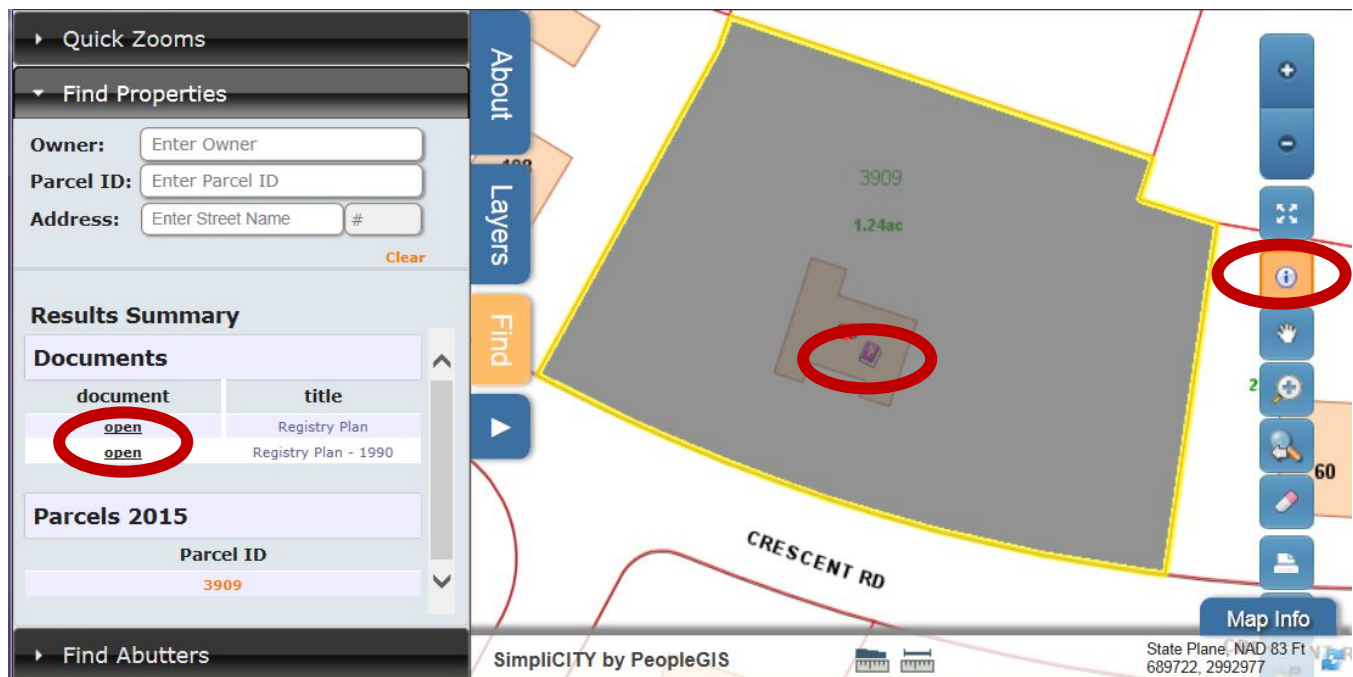 Quick Zooms
Find Properties
Owner: Enter Owner
Parcel ID: Enter Parcel ID
Address: Enter Street Name #
Clear
Results Summary
Documents
document title
open Registry Plan
open Registry Plan - 1990
Parcels 2015
Parcel ID
3909
Find Abutters
About
Layers
Find
3909
1.24ac
60
CRESCENT RD
Map Info
SimpliCITY by PeopleGIS
State Plane, NAD 83 Ft
689722, 2992977